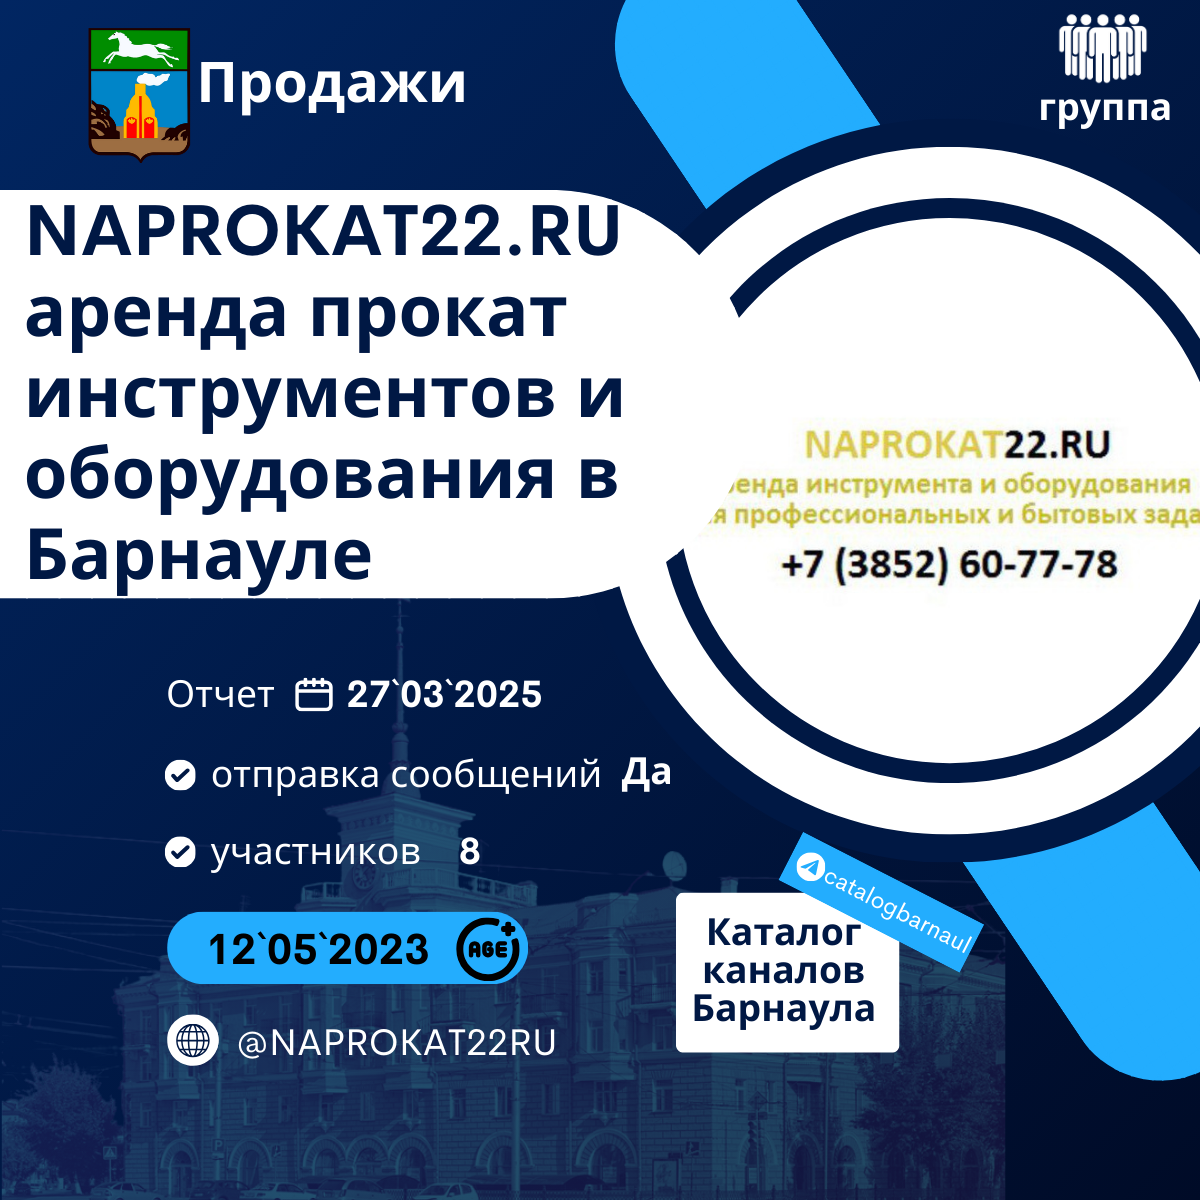 Продажи
группа
NAPROKAT22.RU
аренда прокат
инструментов и
оборудования в
Барнауле
NAPROKAT22.RU
енда инструмента и оборудования
я профессиональных и бытовых зада
+7 (3852) 60-77-78
Отчет 27`03`2025
отправка сообщений Да
участников 8
12`05`2023 AGE+
@NAPROKAT22RU
catalogbarnaul
Каталог
каналов
Барнаула